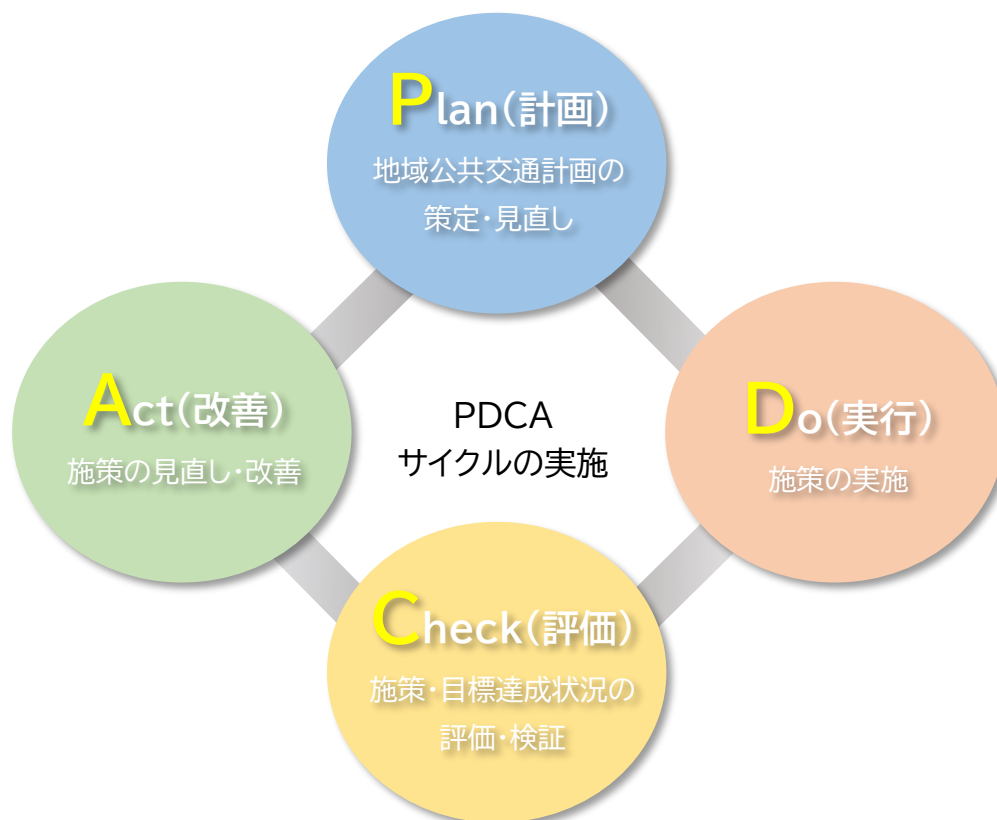 Plan(計画)
地域公共交通計画の
策定・見直し
Act(改善)
施策の見直し・改善
PDCA
サイクルの実施
Do(実行)
施策の実施
Check(評価)
施策・目標達成状況の
評価・検証